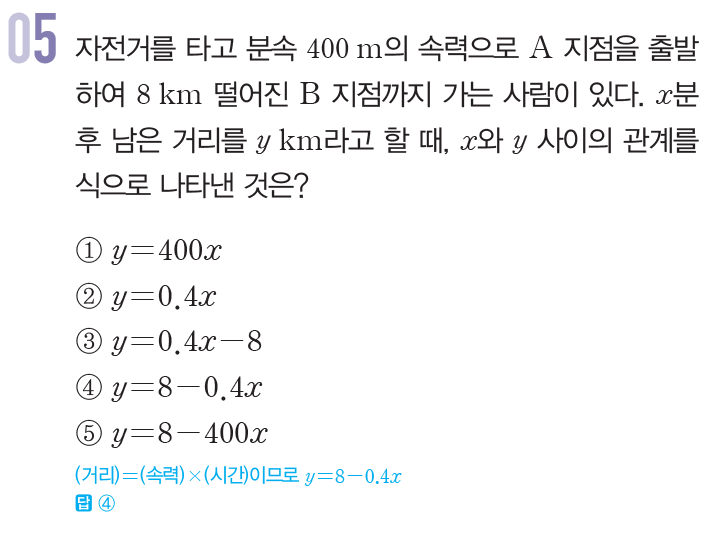 05
자전거를 타고 분속 400 m의 속력으로 A 지점을 출발
하여 8 km 떨어진 B 지점까지 가는 사람이 있다. x분
후 남은 거리를 y km라고 할 때, x와 y 사이의 관계를
식으로 나타낸 것은?
① y=400x
② y=0.4x
③ y=0.4x-8
④ y=8-0.4x
⑤ y=8-400x
(거리)=(속력)×(시간)이므로 y=8-0.4x
답 ④